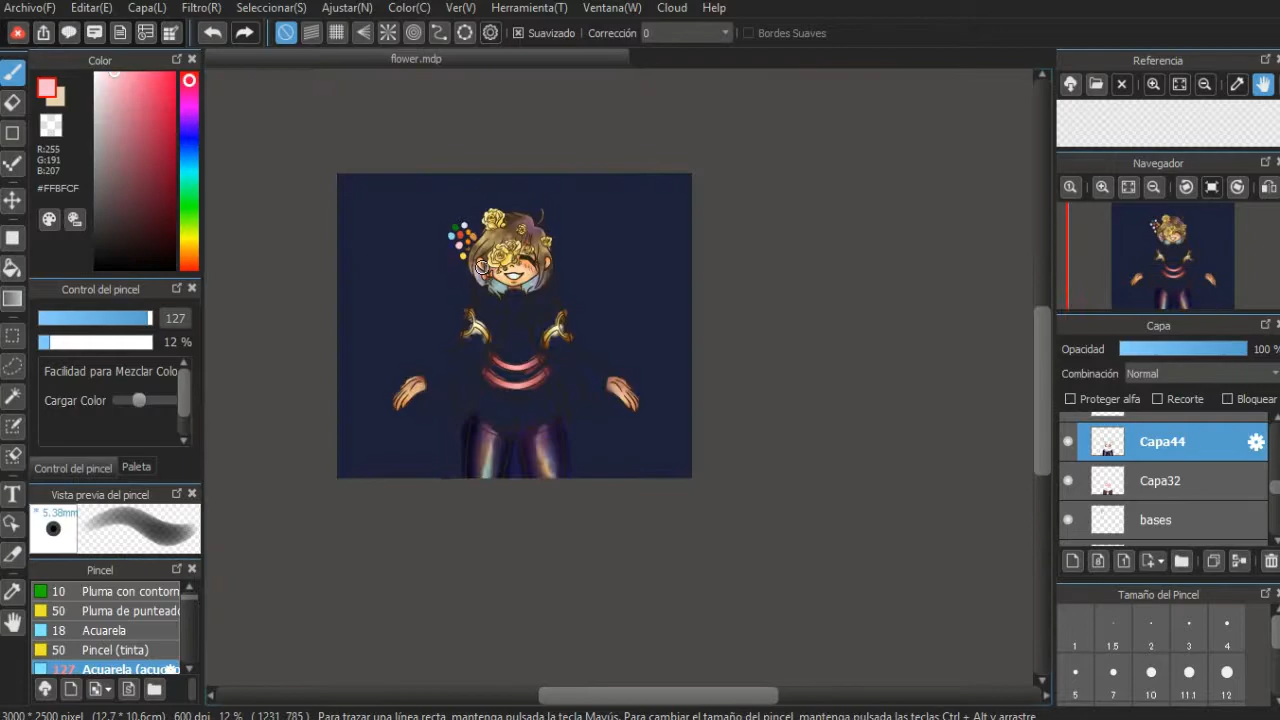 Archivo(F) Editar(E) Capa(L) Filtro(R) Seleccionar(S) Ajustar(N) Color(C) Ver(V) Herramienta(T) Ventana(W) Cloud Help
Suavizado Corrección 0 Bordes Suaves
flower.mdp
Color
R:255
G:191
B:207
#FFBFCF
Control del pincel
127
12 %
Facilidad para Mezclar Colo
Cargar Color
Control del pincel Paleta
Vista previa del pincel
* 5.38mm
Pincel
10 Pluma con contorn
50 Pluma de punteado
18 Acuarela
50 Pincel (tinta)
127 Acuarela (acuo
Referencia
Navegador
Capa
Opacidad 100 %
Combinación Normal
Proteger alfa Recorte Bloquear
Capa44
Capa32
bases
Tamaño del Pincel
1 1.5 2 3 4
5 7 10 11.1 12
3000 * 2500 pixel (12.7 * 10.6cm) 600 dpi 12 % ( 1231, 785 ) Para trazar una línea recta, mantenga pulsada la tecla Mayús. Para cambiar el tamaño del pincel, mantenga pulsadas las teclas Ctrl + Alt y arrastre